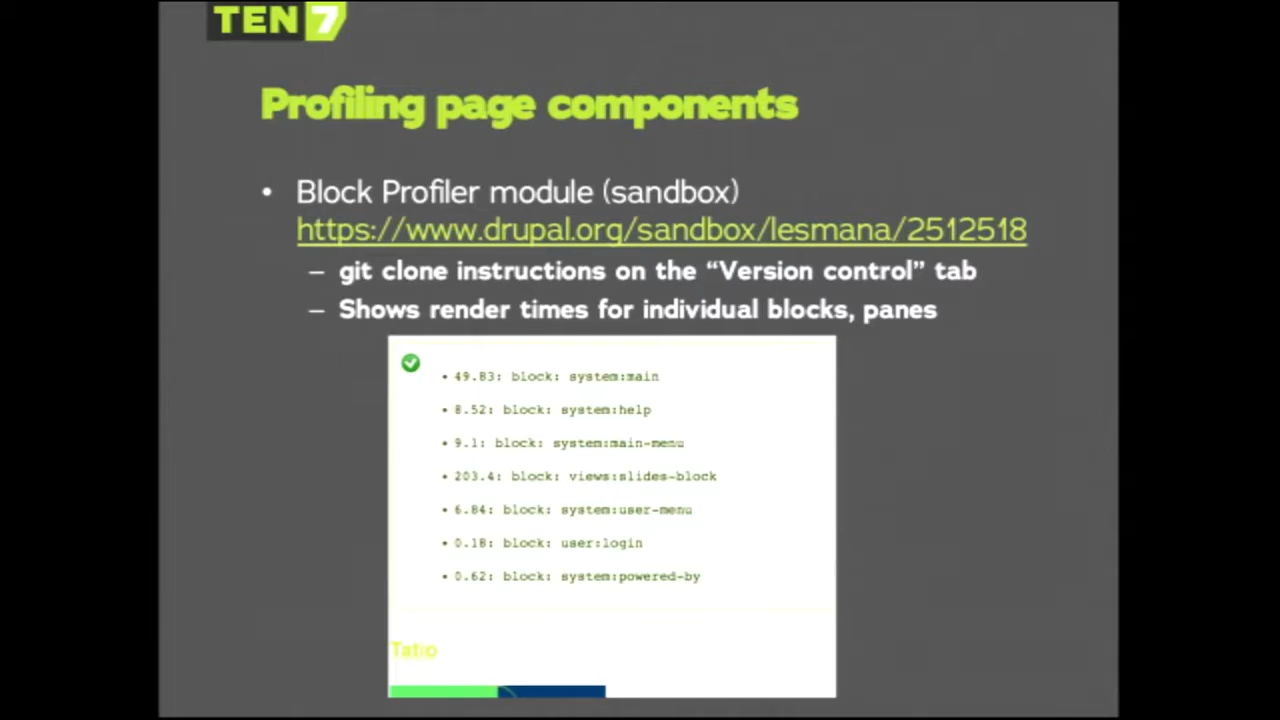 TEN 7
Profiling page components
• Block Profiler module (sandbox)
https://www.drupal.org/sandbox/lesmana/2512518
– git clone instructions on the “Version control” tab
– Shows render times for individual blocks, panes
• 49.83: block: system:main
• 8.52: block: system:help
• 9.1: block: system:main-menu
• 203.4: block: views:slides-block
• 6.84: block: system:user-menu
• 0.18: block: user:login
• 0.62: block: system:powered-by
Tatio